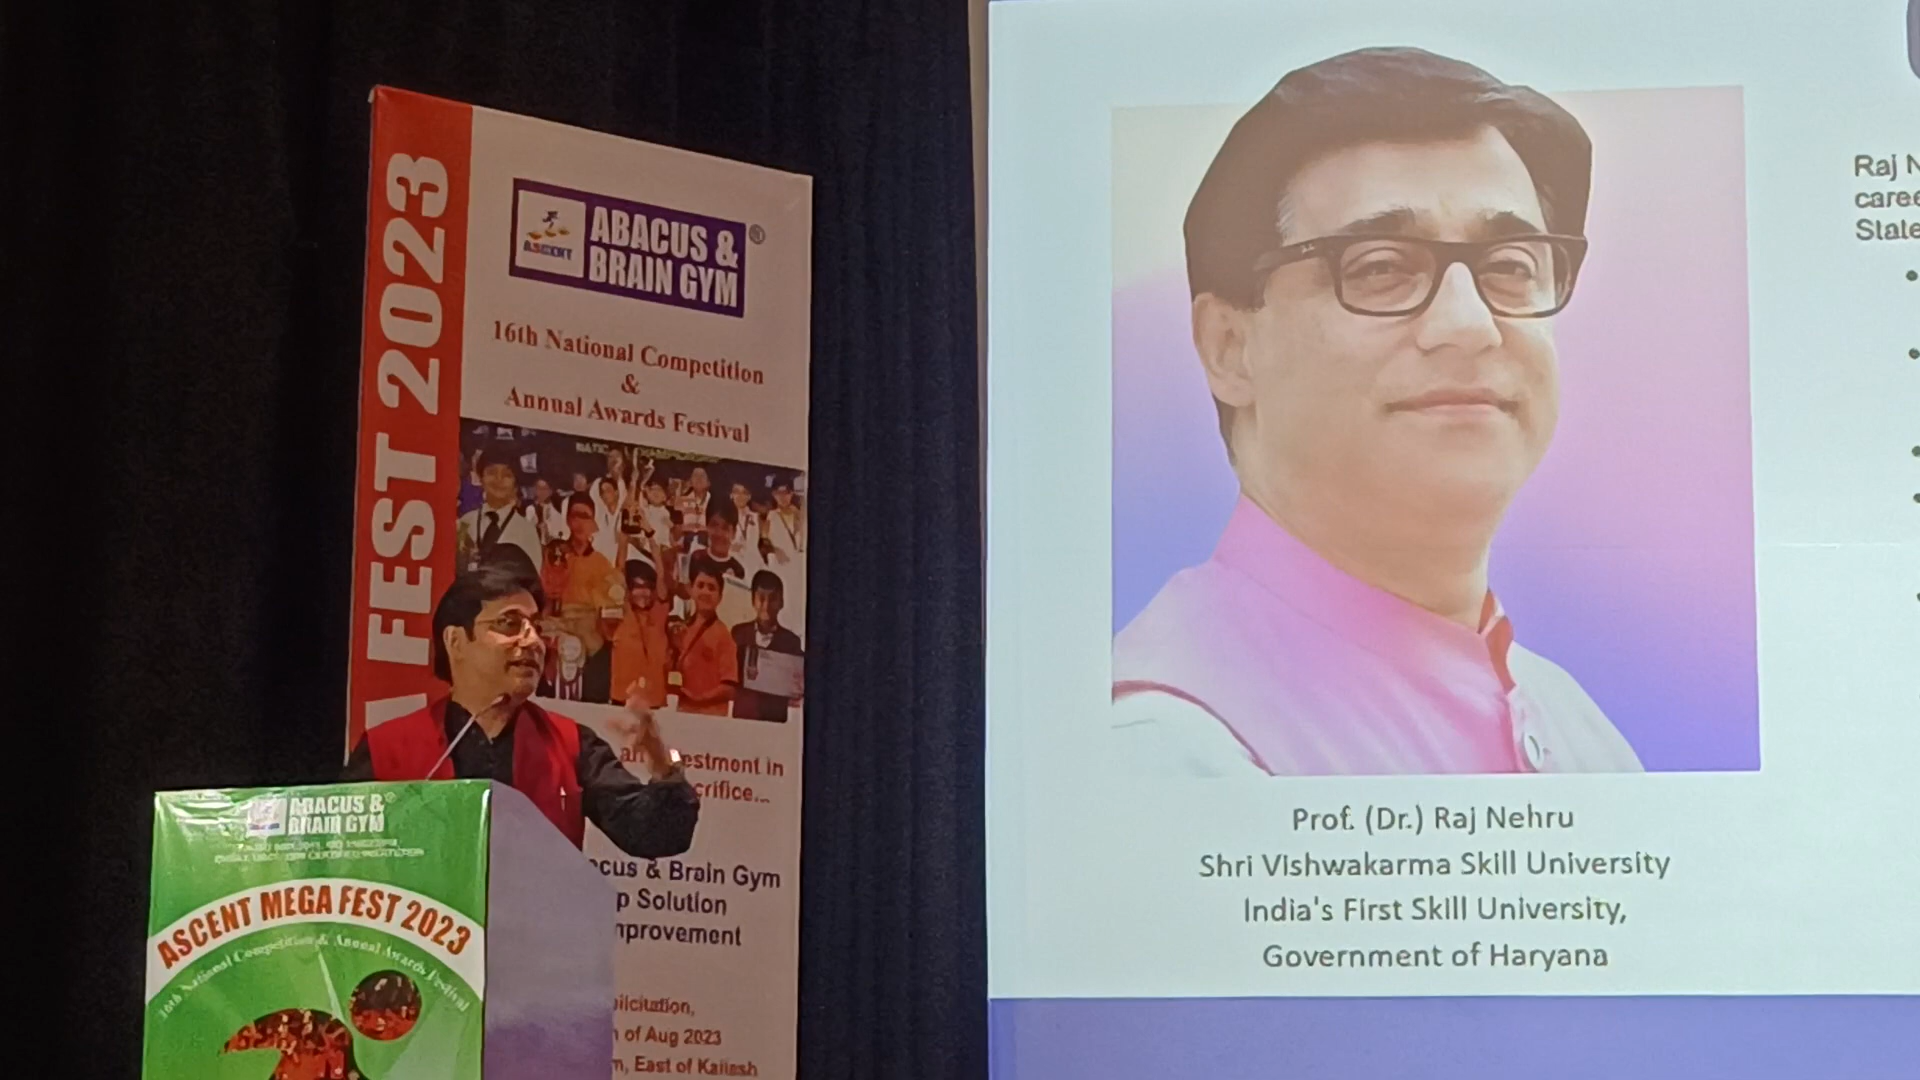 A FEST 2023
ASCENT
ABACUS &
BRAIN GYM
®
16th National Competition
&
Annual Awards Festival
estment in
crifice...
cus & Brain Gym
p Solution
provement
of Aug 2023
East of Kailash
ABACUS &
BRAIN GYM
ASCENT MEGA FEST 2023
16th National Competition & Annual Awards Festival
Prof. (Dr.) Raj Nehru
Shri Vishwakarma Skill University
India's First Skill University,
Government of Haryana
Raj N
caree
State